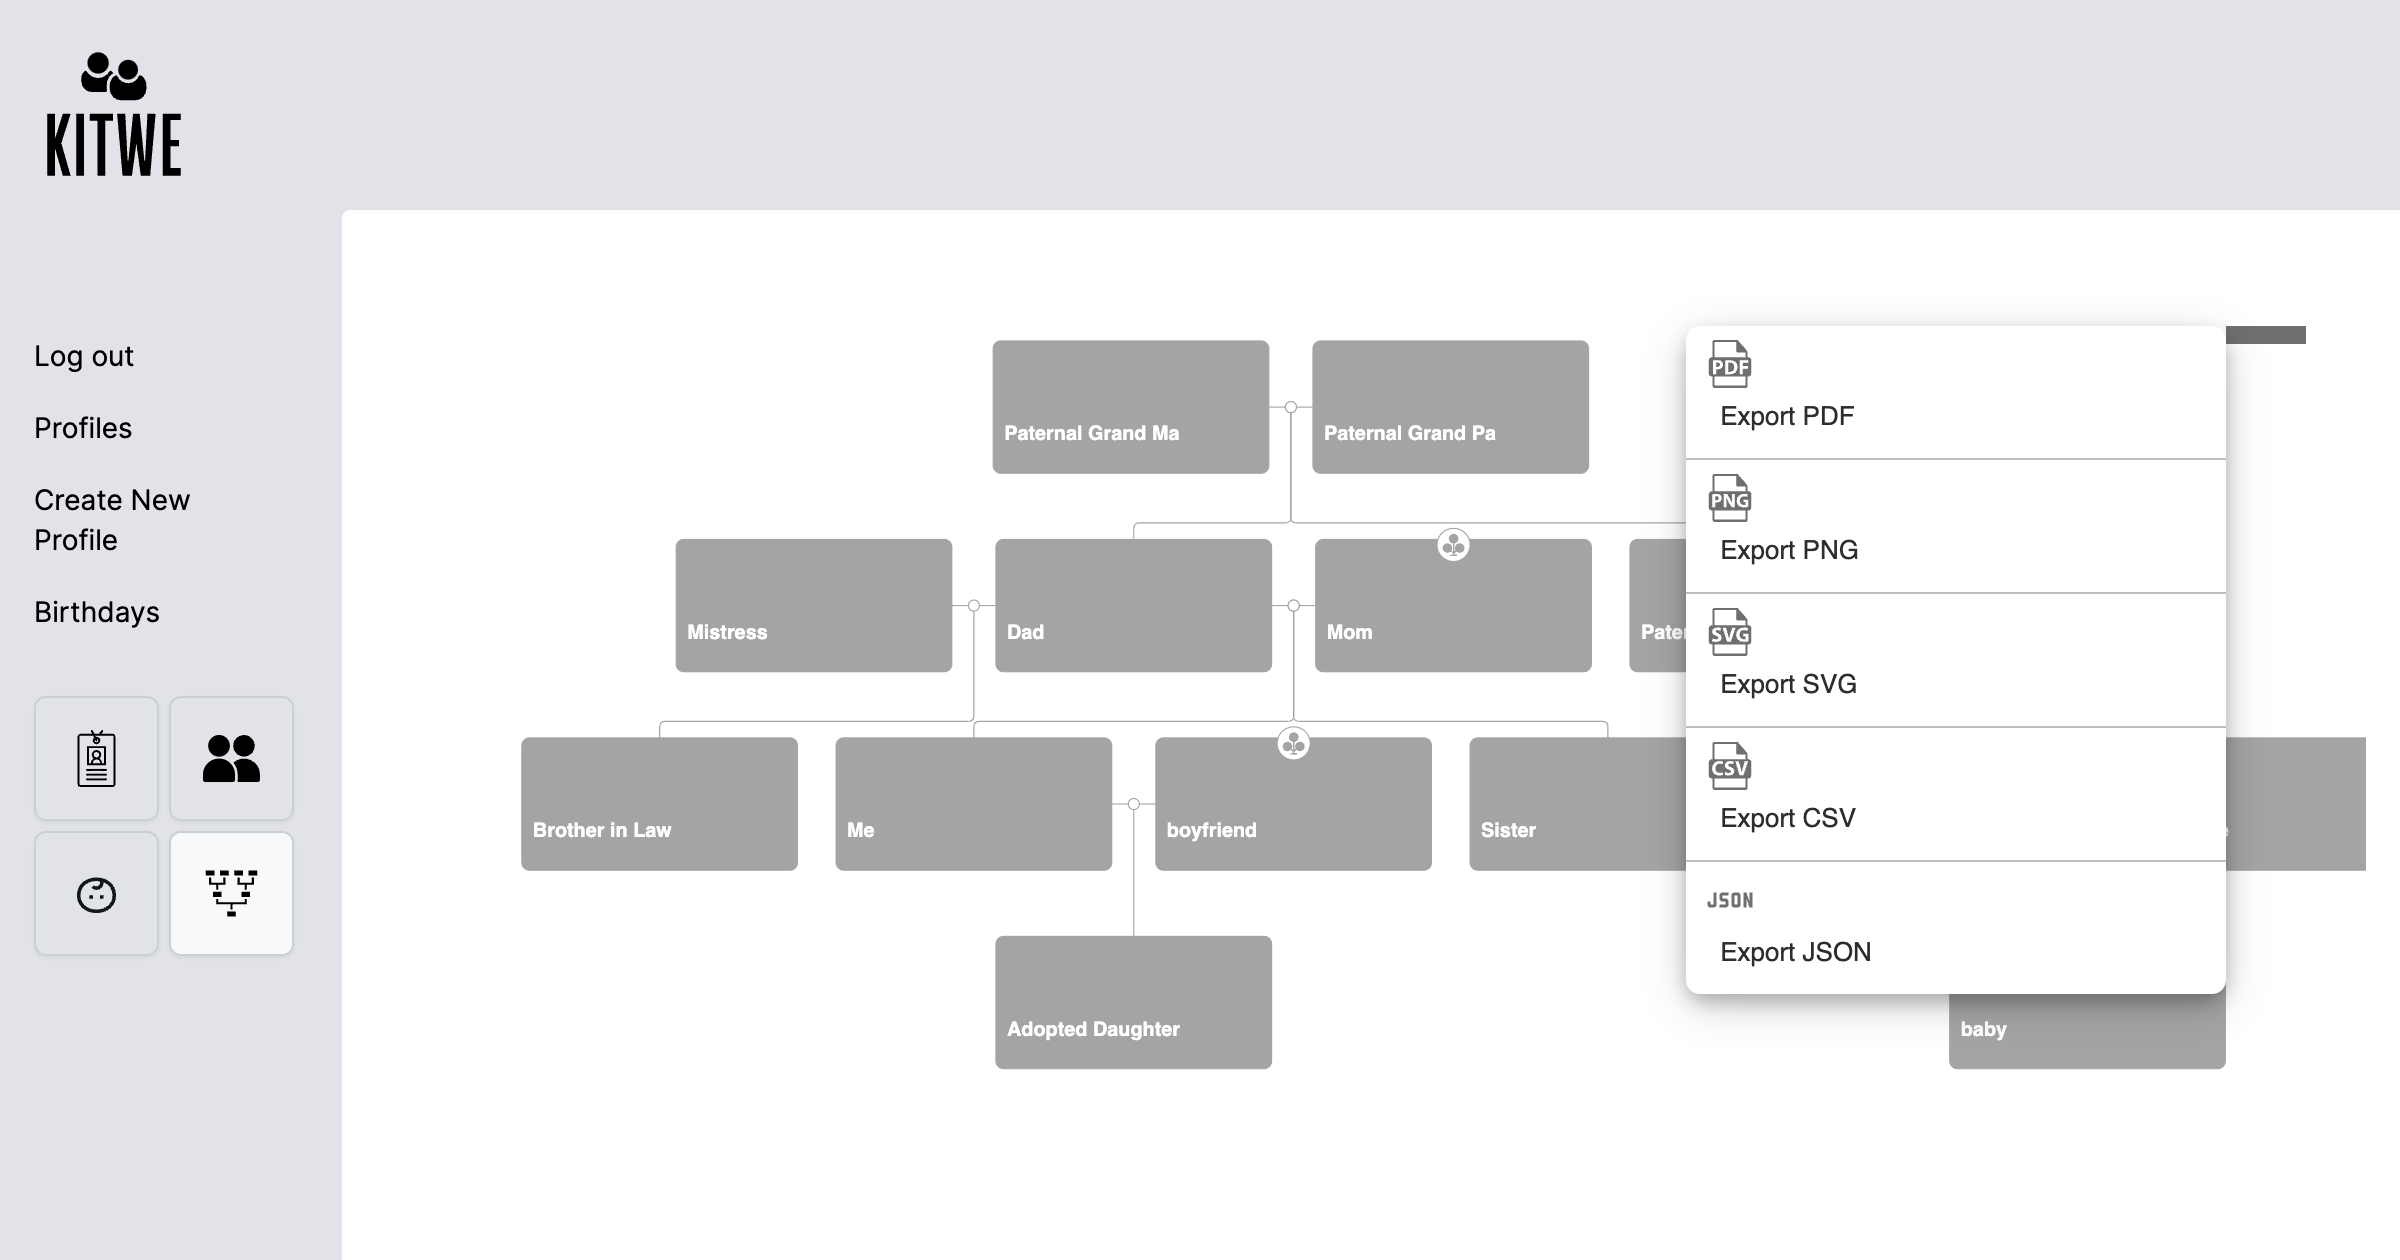 KITWE
Log out
Profiles
Create New
Profile
Birthdays
Paternal Grand Ma
Paternal Grand Pa
Mistress
Dad
Mom
Brother in Law
Me
boyfriend
Sister
Adopted Daughter
baby
PDF
Export PDF
PNG
Export PNG
SVG
Export SVG
CSV
Export CSV
JSON
Export JSON